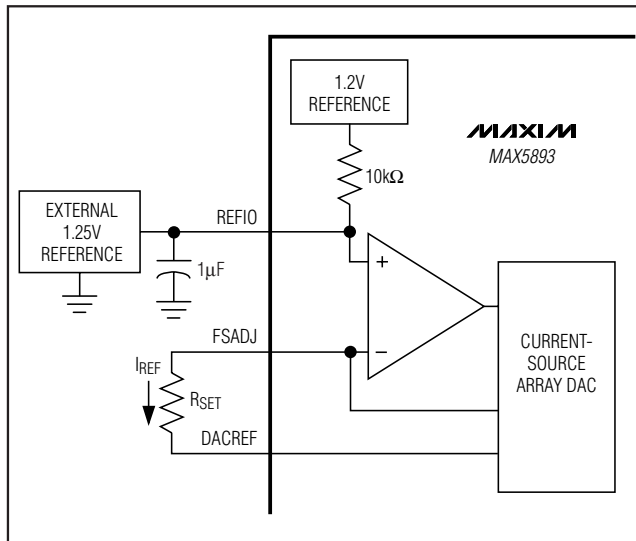 1.2V
REFERENCE
MAXIM
MAX5893
10kΩ
EXTERNAL
1.25V
REFERENCE
REFIO
1µF
+
FSADJ
−
CURRENT-
SOURCE
ARRAY DAC
IREF
RSET
DACREF